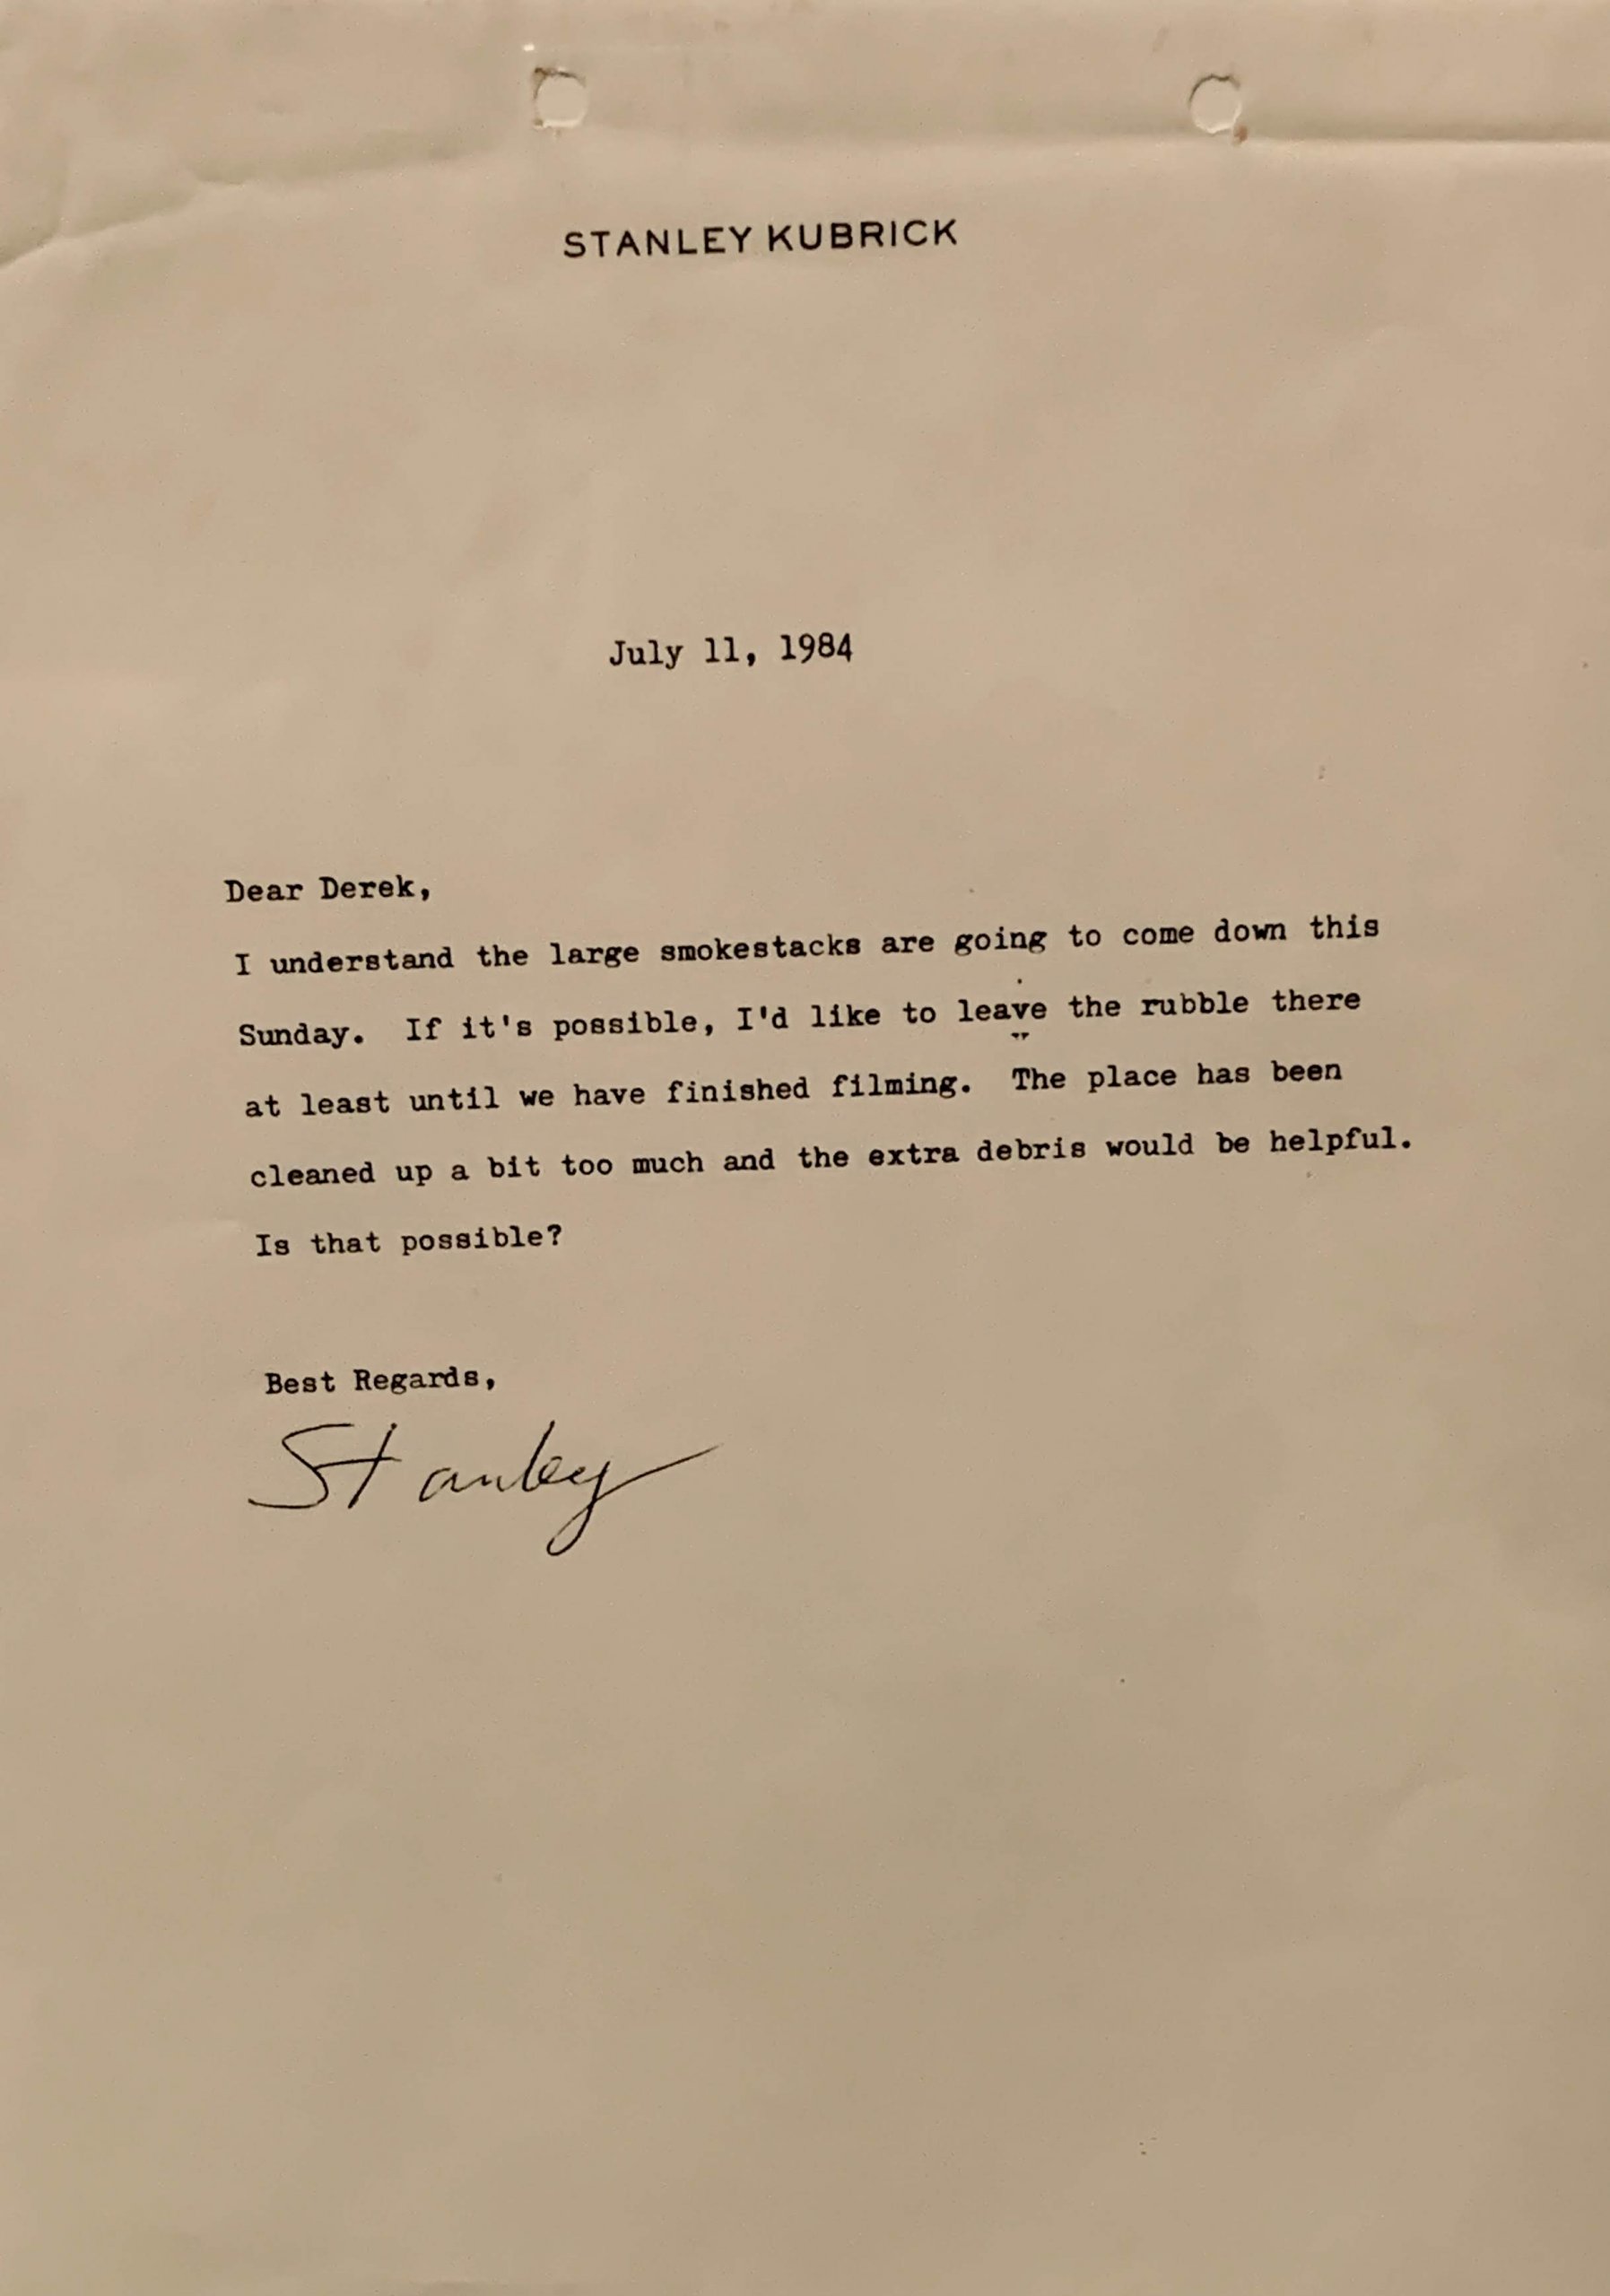 STANLEY KUBRICK
July 11, 1984
Dear Derek,
I understand the large smokestacks are going to come down this
Sunday. If it's possible, I'd like to leave the rubble there
at least until we have finished filming. The place has been
cleaned up a bit too much and the extra debris would be helpful.
Is that possible?
Best Regards,
Stanley